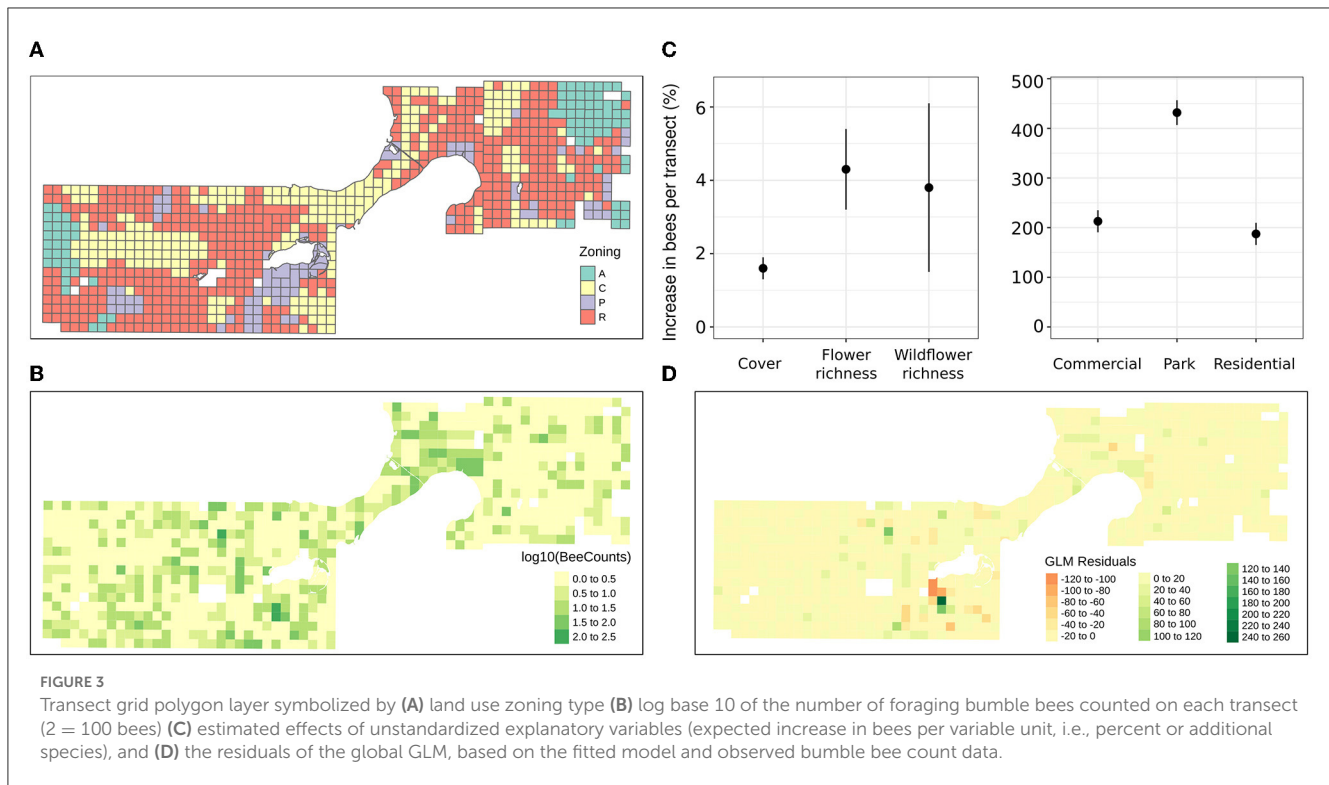 A
Zoning
A
C
P
R
B
log10(BeeCounts)
0.0 to 0.5
0.5 to 1.0
1.0 to 1.5
1.5 to 2.0
2.0 to 2.5
C
Increase in bees per transect (%)
6
4
2
0
Cover
Flower richness
Wildflower richness
500
400
300
200
100
0
Commercial
Park
Residential
D
GLM Residuals
-120 to -100
-100 to -80
-80 to -60
-60 to -40
-40 to -20
-20 to 0
0 to 20
20 to 40
40 to 60
60 to 80
80 to 100
100 to 120
120 to 140
140 to 160
160 to 180
180 to 200
200 to 220
220 to 240
240 to 260
FIGURE 3
Transect grid polygon layer symbolized by (A) land use zoning type (B) log base 10 of the number of foraging bumble bees counted on each transect
(2 = 100 bees) (C) estimated effects of unstandardized explanatory variables (expected increase in bees per variable unit, i.e., percent or additional
species), and (D) the residuals of the global GLM, based on the fitted model and observed bumble bee count data.